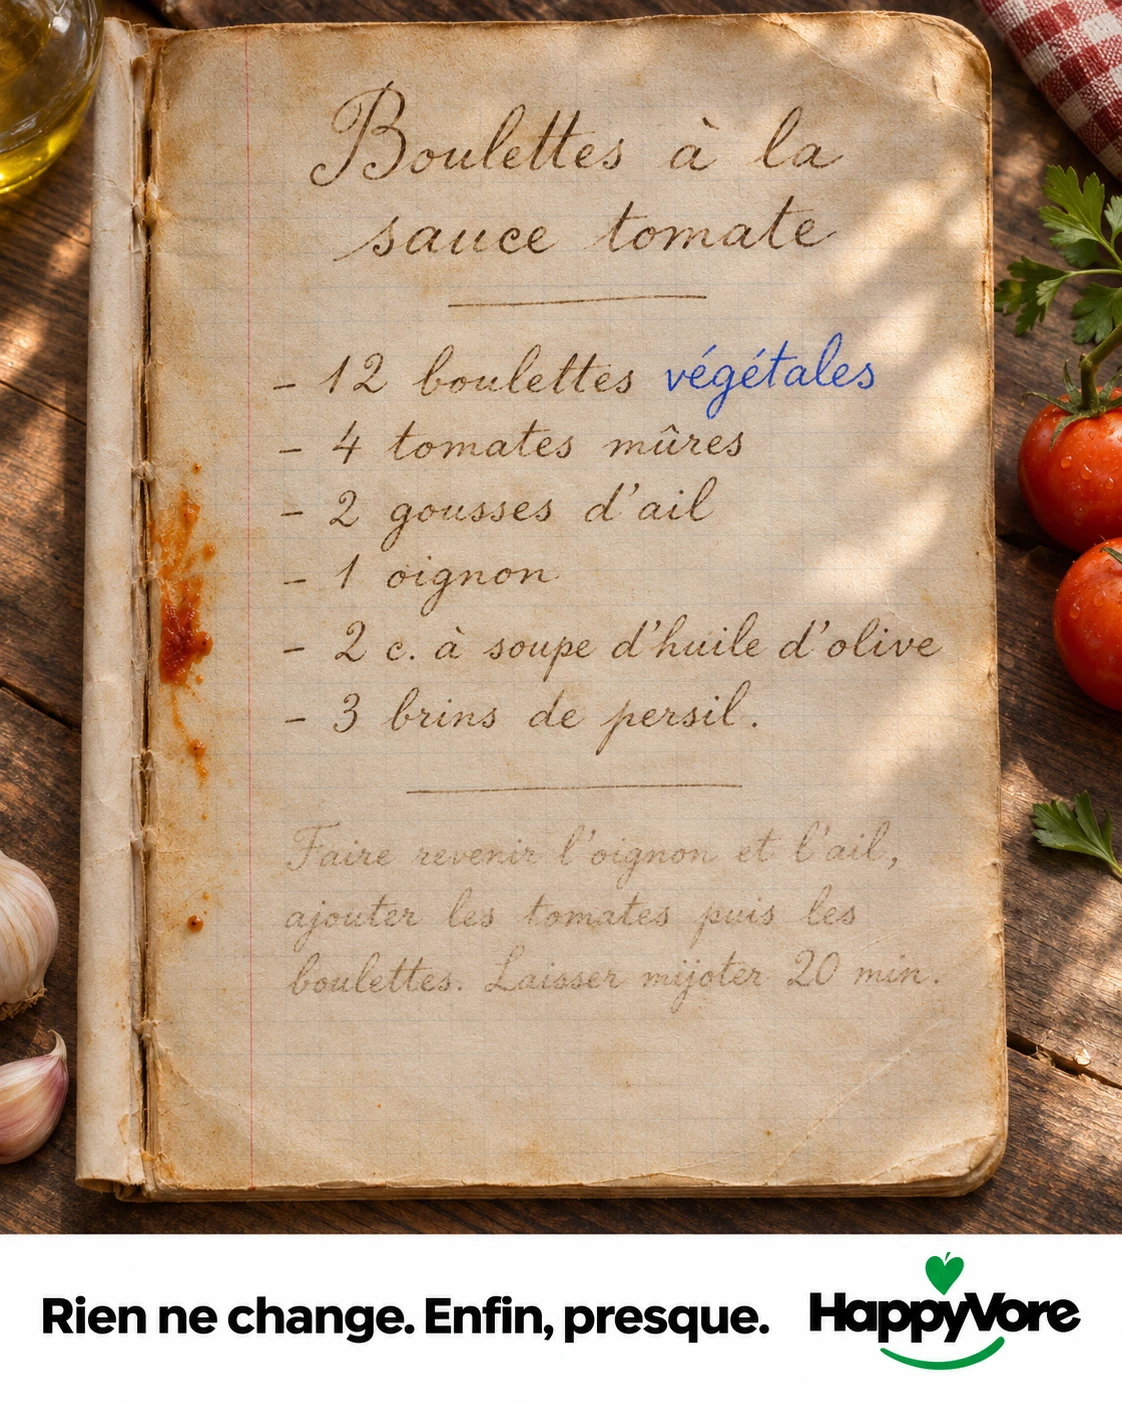 Boulettes à la
sauce tomate
- 12 boulettes végétales
- 4 tomates mûres
- 2 gousses d'ail
- 1 oignon
- 2 c. à soupe d'huile d'olive
- 3 brins de persil.
Faire revenir l'oignon et l'ail,
ajouter les tomates puis les
boulettes. Laisser mijoter 20 min.
Rien ne change. Enfin, presque.
HappyVore